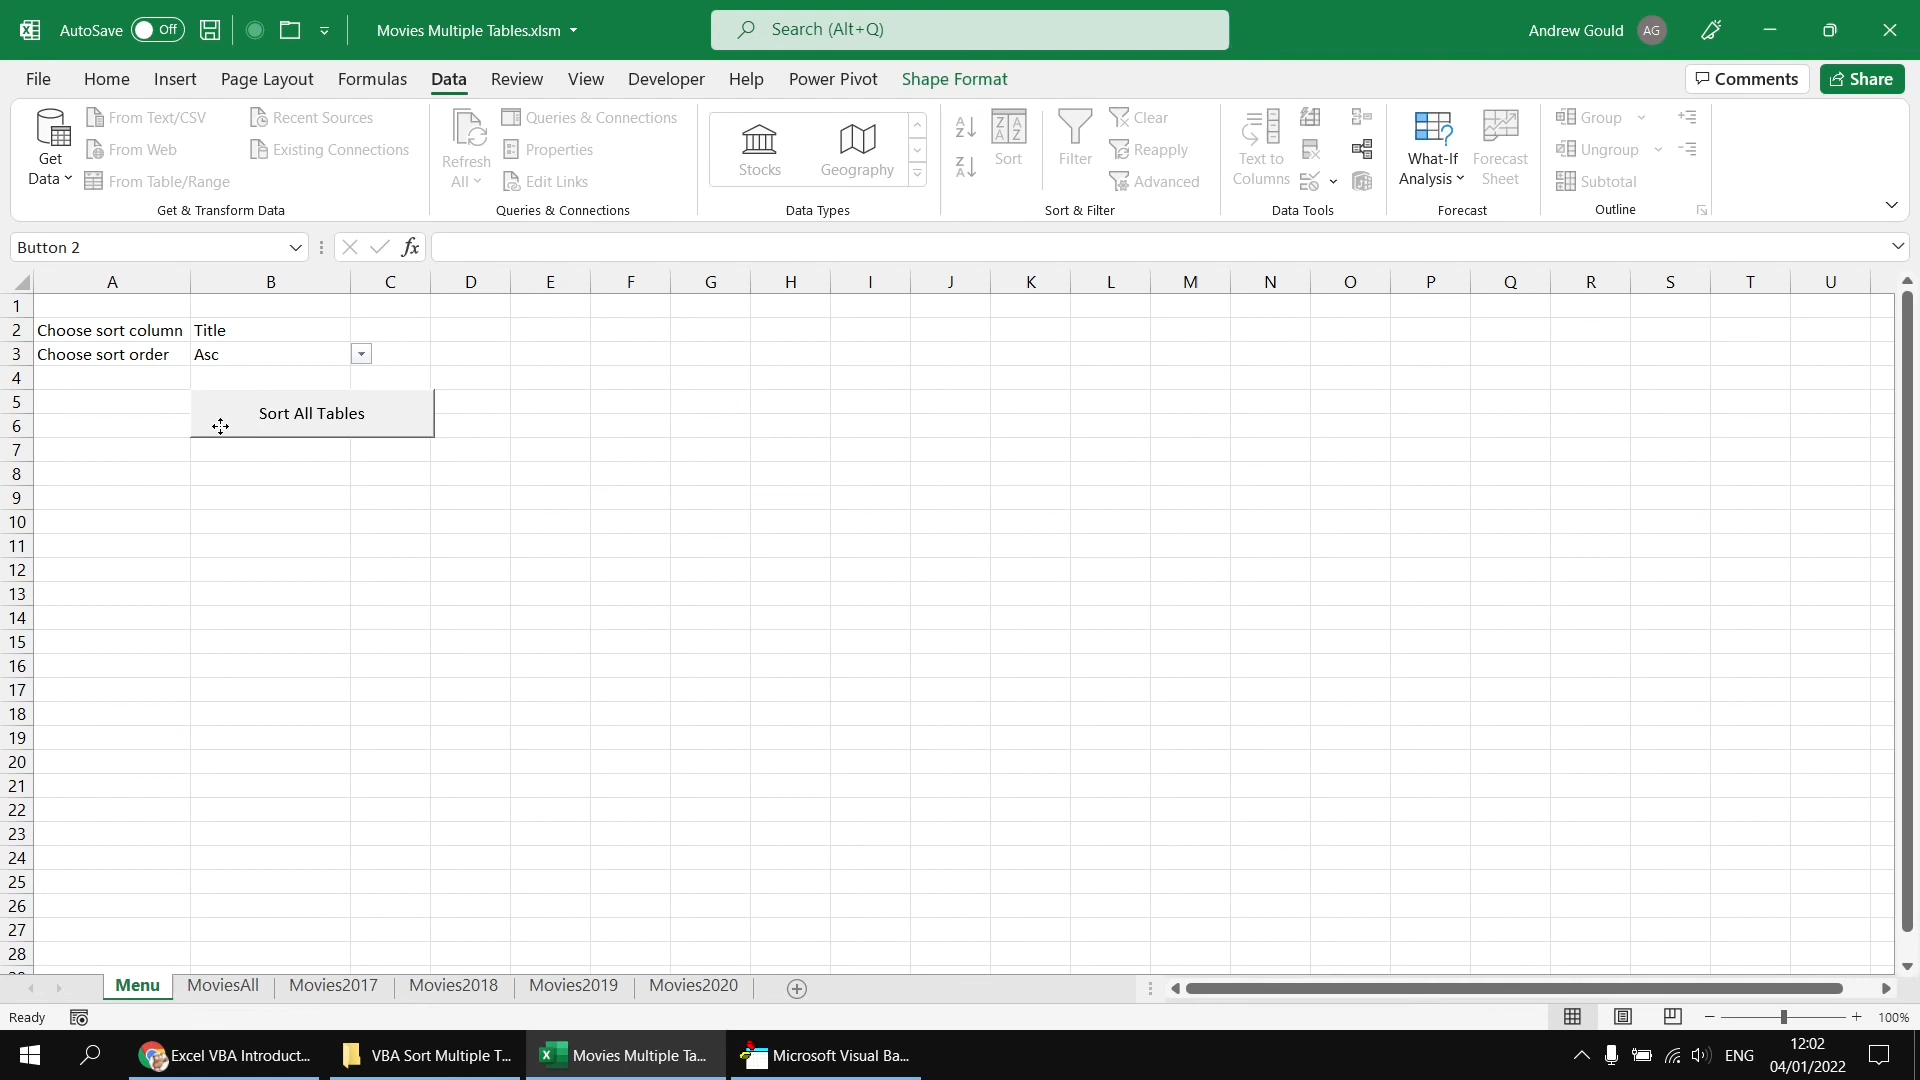 AutoSave Off Movies Multiple Tables.xlsm Search (Alt+Q) Andrew Gould AG
File Home Insert Page Layout Formulas Data Review View Developer Help Power Pivot Shape Format Comments Share
Get Data
From Text/CSV
From Web
From Table/Range
Recent Sources
Existing Connections
Get & Transform Data
Refresh All
Queries & Connections
Properties
Edit Links
Queries & Connections
Stocks
Geography
Data Types
Sort
Filter
Clear
Reapply
Advanced
Sort & Filter
Text to Columns
Data Tools
What-If Analysis
Forecast Sheet
Forecast
Group
Ungroup
Subtotal
Outline
Button 2 fx
A B C D E F G H I J K L M N O P Q R S T U
1
2 Choose sort column Title
3 Choose sort order Asc
4
5 Sort All Tables
6
7
8
9
10
11
12
13
14
15
16
17
18
19
20
21
22
23
24
25
26
27
28
Menu MoviesAll Movies2017 Movies2018 Movies2019 Movies2020
Ready 100%
Excel VBA Introduct... VBA Sort Multiple T... Movies Multiple Ta... Microsoft Visual Ba... ENG 12:02
04/01/2022